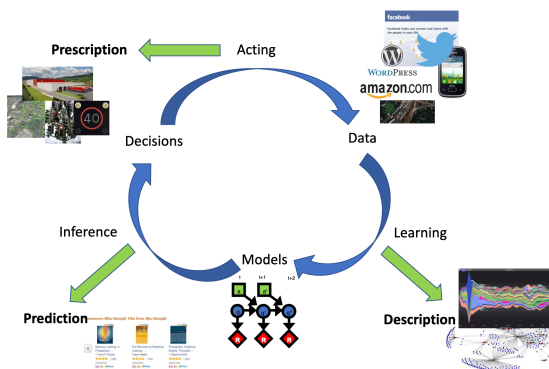 facebook
Prescription
Acting
WORDPRESS
amazon.com
40
Decisions
Data
Inference
Learning
Models
t
t+1
t+2
Prediction
Customers Who Bought This Item Also Bought
Description
R
R
R